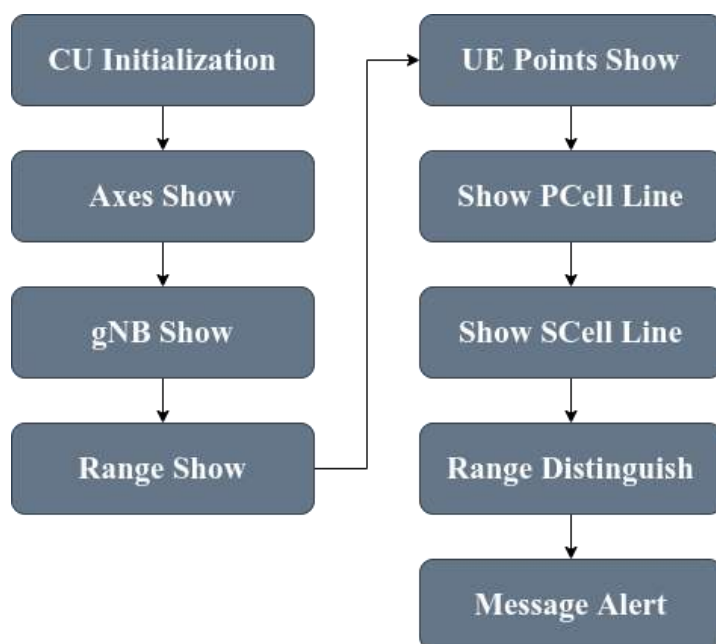 CU Initialization
Axes Show
gNB Show
Range Show
UE Points Show
Show PCell Line
Show SCell Line
Range Distinguish
Message Alert